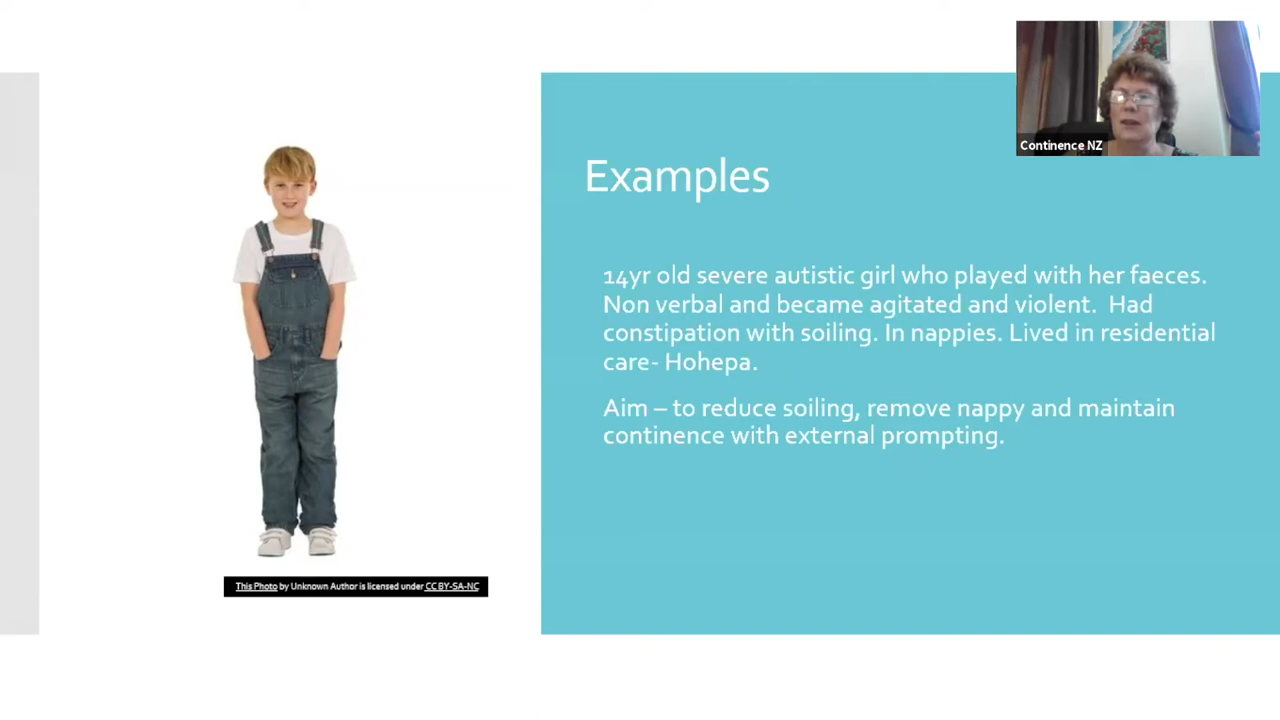 Continence NZ
Examples
14yr old severe autistic girl who played with her faeces.
Non verbal and became agitated and violent.  Had
constipation with soiling. In nappies. Lived in residential
care- Hohepa.
Aim – to reduce soiling, remove nappy and maintain
continence with external prompting.
This Photo by Unknown Author is licensed under CC BY-SA-NC